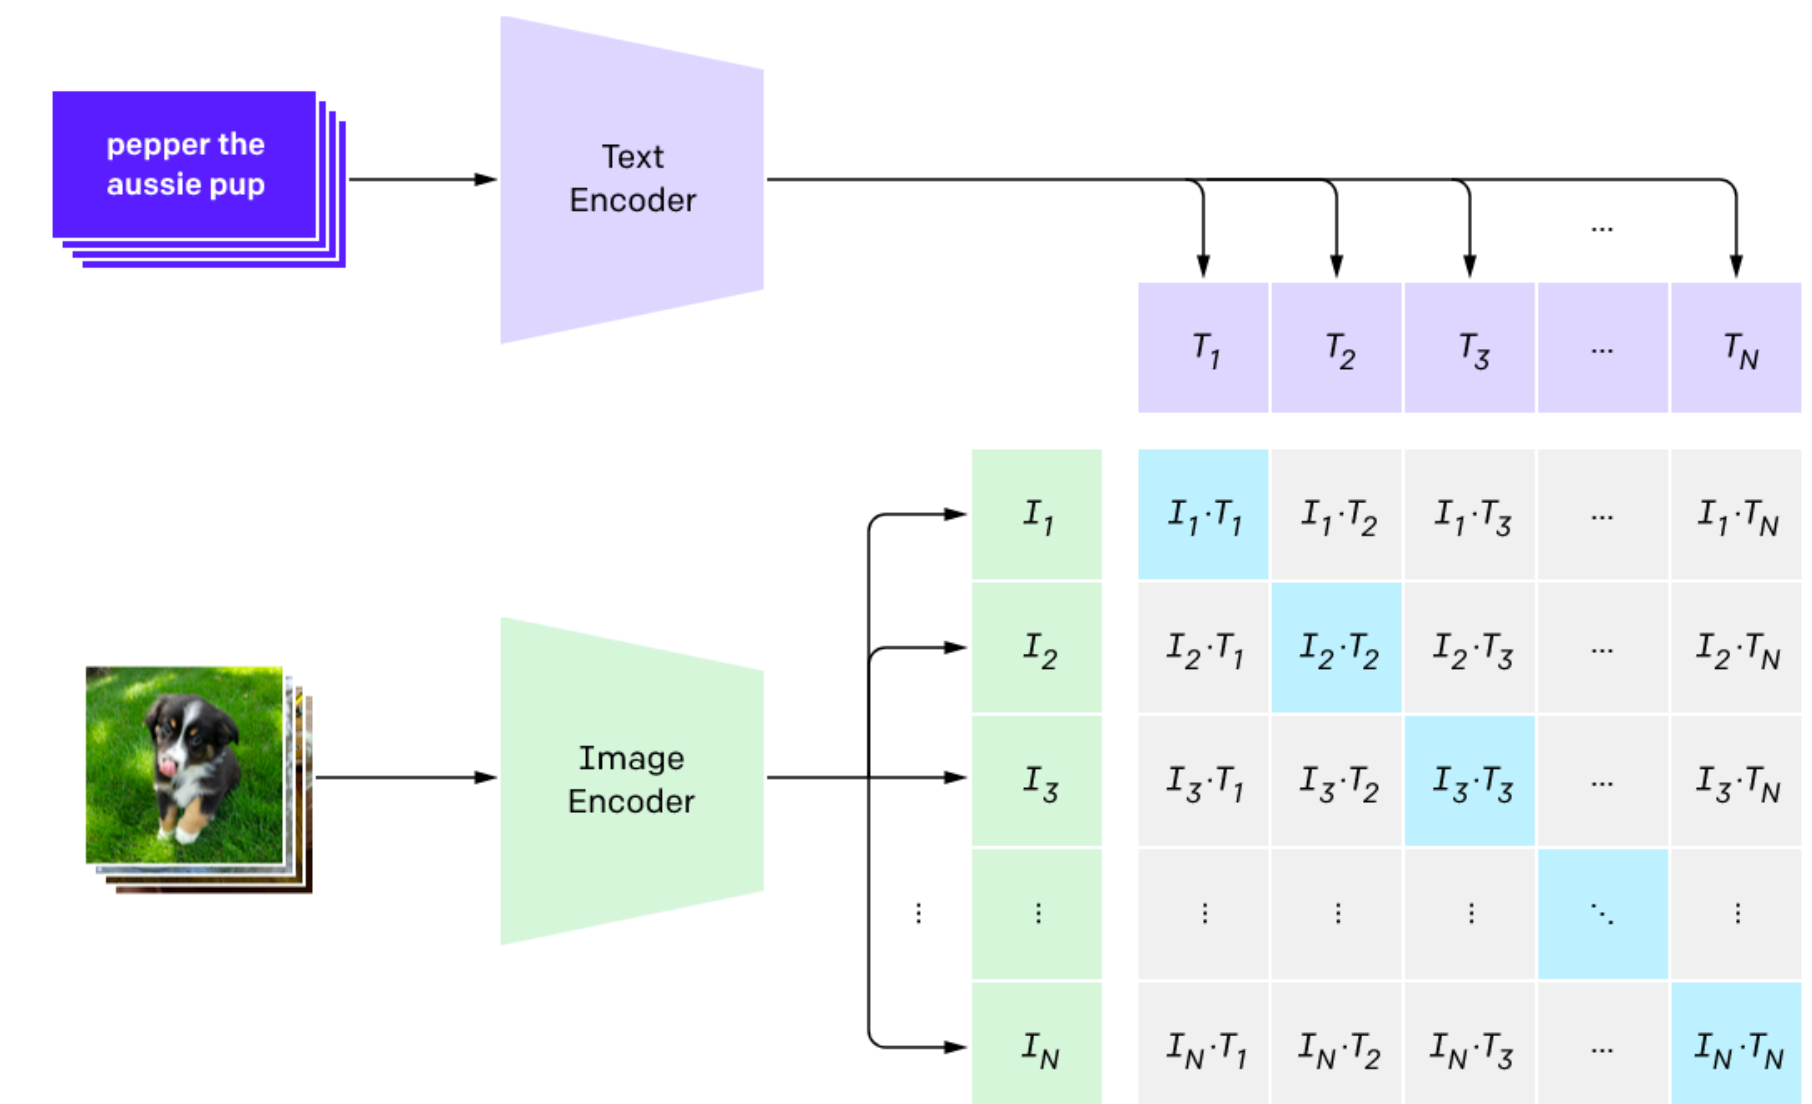 pepper the
aussie pup
Text
Encoder
...
T1 T2 T3 ... TN
Image
Encoder
I1 I1·T1 I1·T2 I1·T3 ... I1·TN
I2 I2·T1 I2·T2 I2·T3 ... I2·TN
I3 I3·T1 I3·T2 I3·T3 ... I3·TN
⋮ ⋮ ⋮ ⋮ ⋮ ⋱ ⋮
IN IN·T1 IN·T2 IN·T3 ... IN·TN